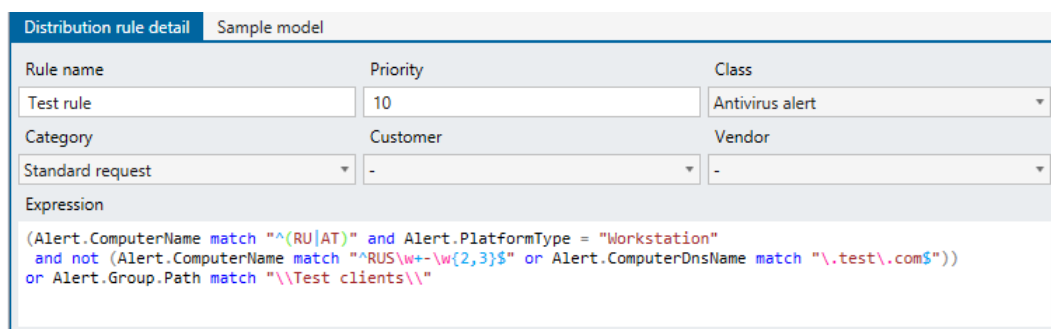 Distribution rule detail Sample model
Rule name Priority Class
Test rule 10 Antivirus alert
Category Customer Vendor
Standard request - -
Expression
(Alert.ComputerName match "^(RU|AT)" and Alert.PlatformType = "Workstation"
and not (Alert.ComputerName match "^RUS\w+-\w{2,3}$" or Alert.ComputerDnsName match "\.test\.com$"))
or Alert.Group.Path match "\\Test clients\\"